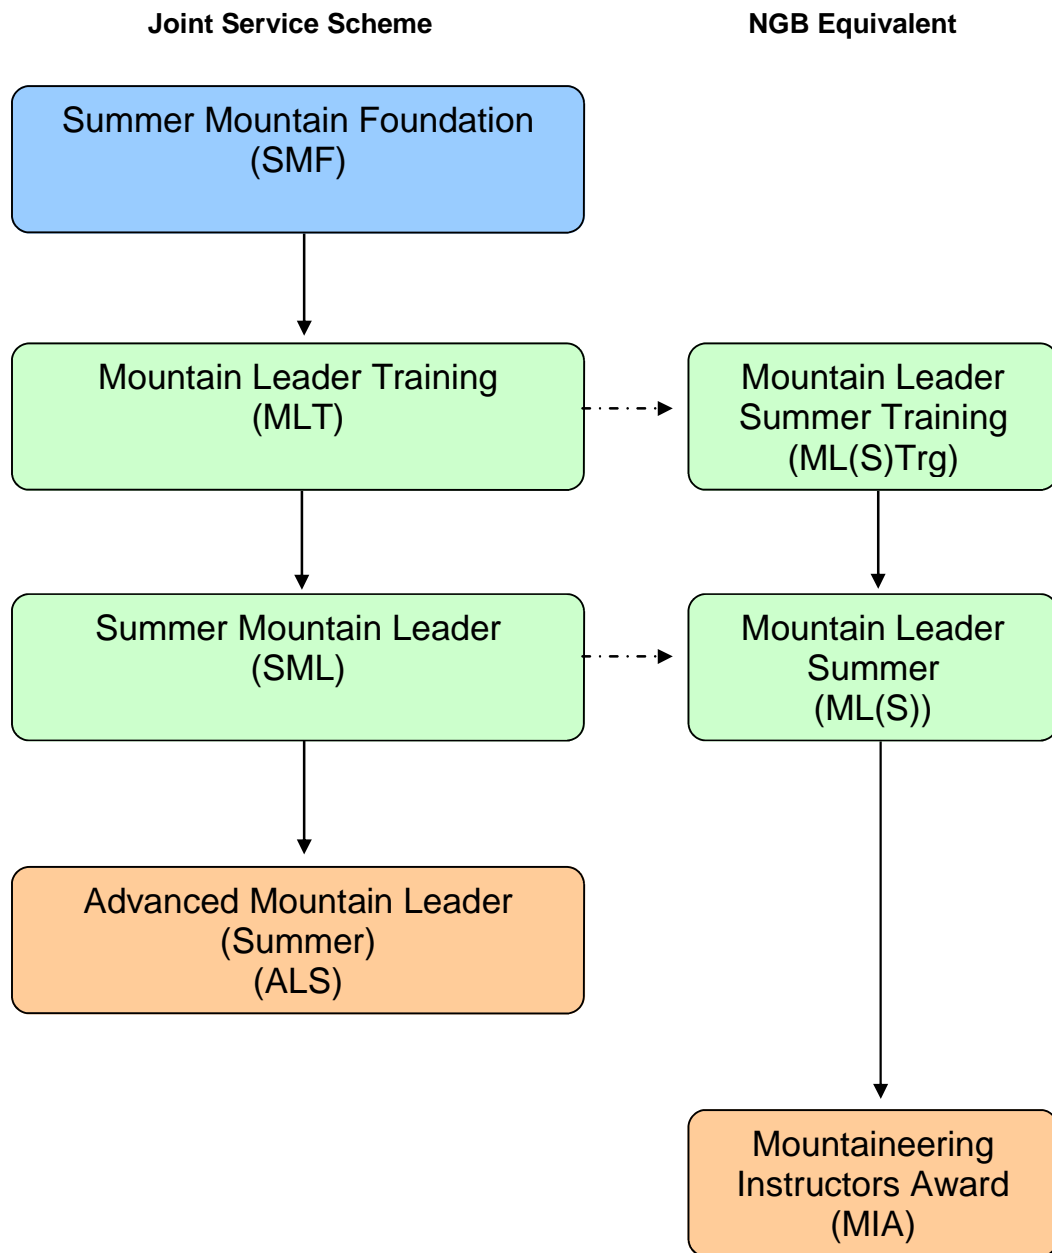 Joint Service Scheme
NGB Equivalent
Summer Mountain Foundation
(SMF)
Mountain Leader Training
(MLT)
Mountain Leader
Summer Training
(ML(S)Trg)
Summer Mountain Leader
(SML)
Mountain Leader
Summer
(ML(S))
Advanced Mountain Leader
(Summer)
(ALS)
Mountaineering
Instructors Award
(MIA)